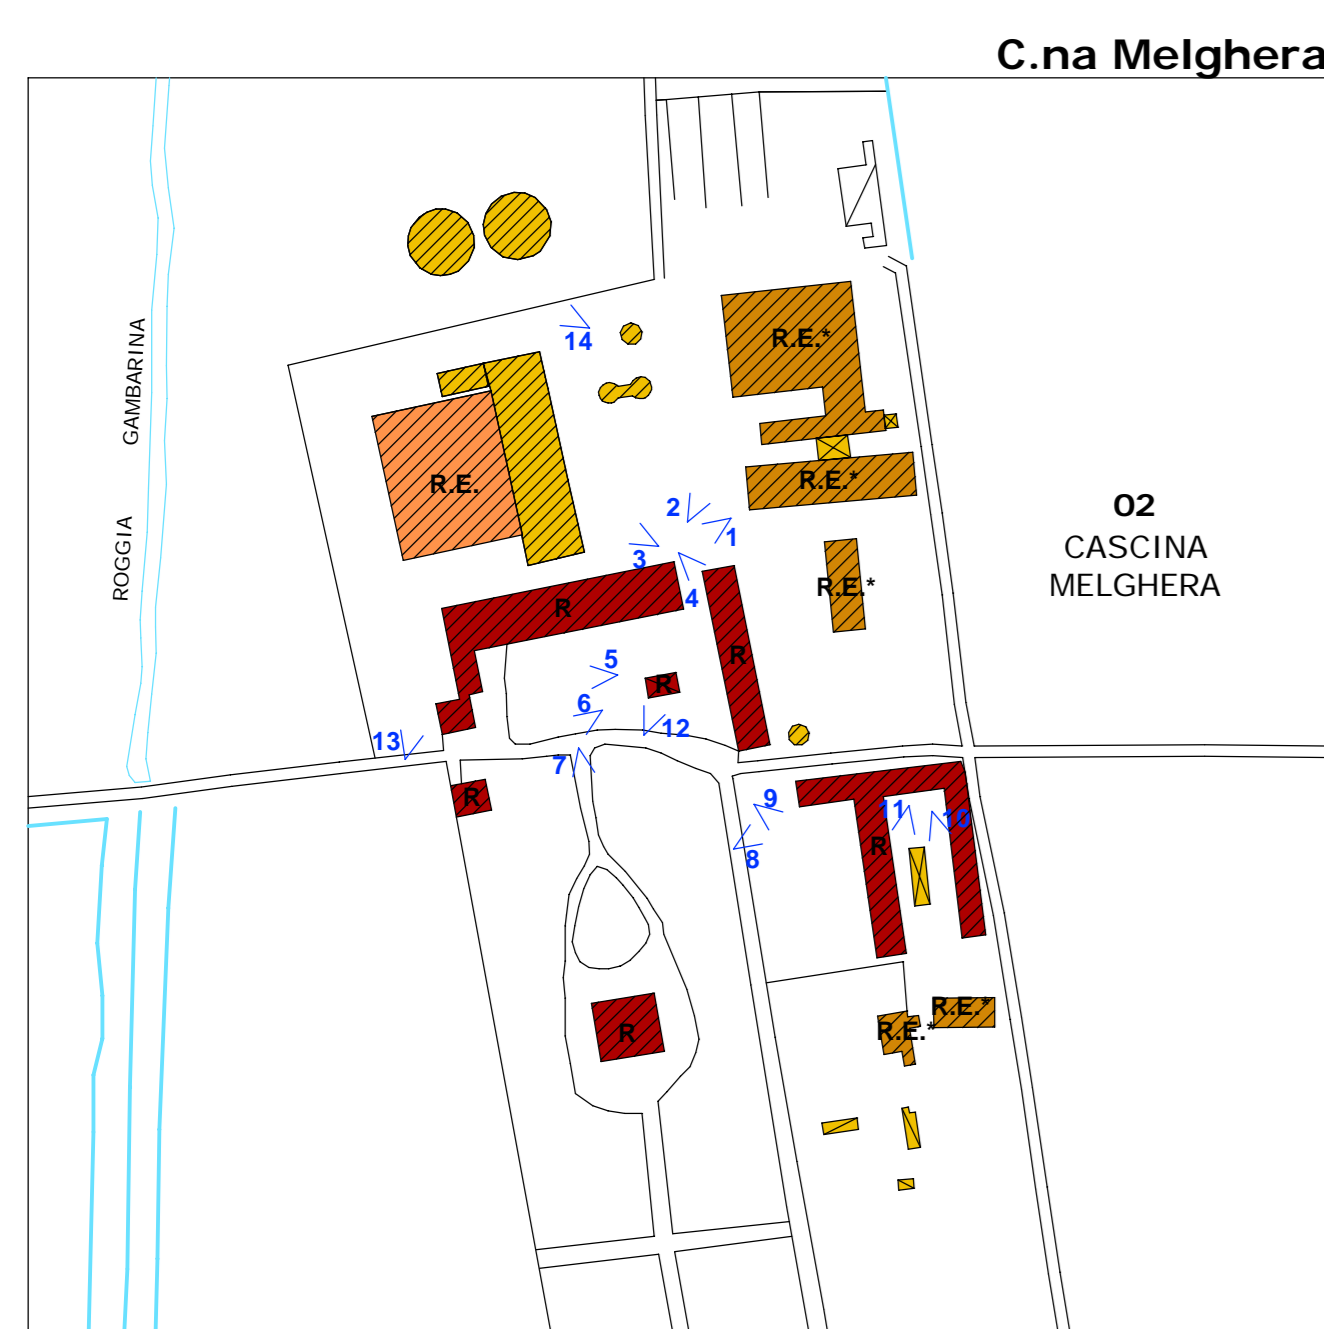 C.na Melghera
GAMBARINA
ROGGIA
14
R.E.*
R.E.
R.E.*
02
CASCINA
MELGHERA
2
1
3
R.E.*
4
R
R
5
R
6
12
13
7
R
9
11
10
8
R
R.E.*
R.E.*
R